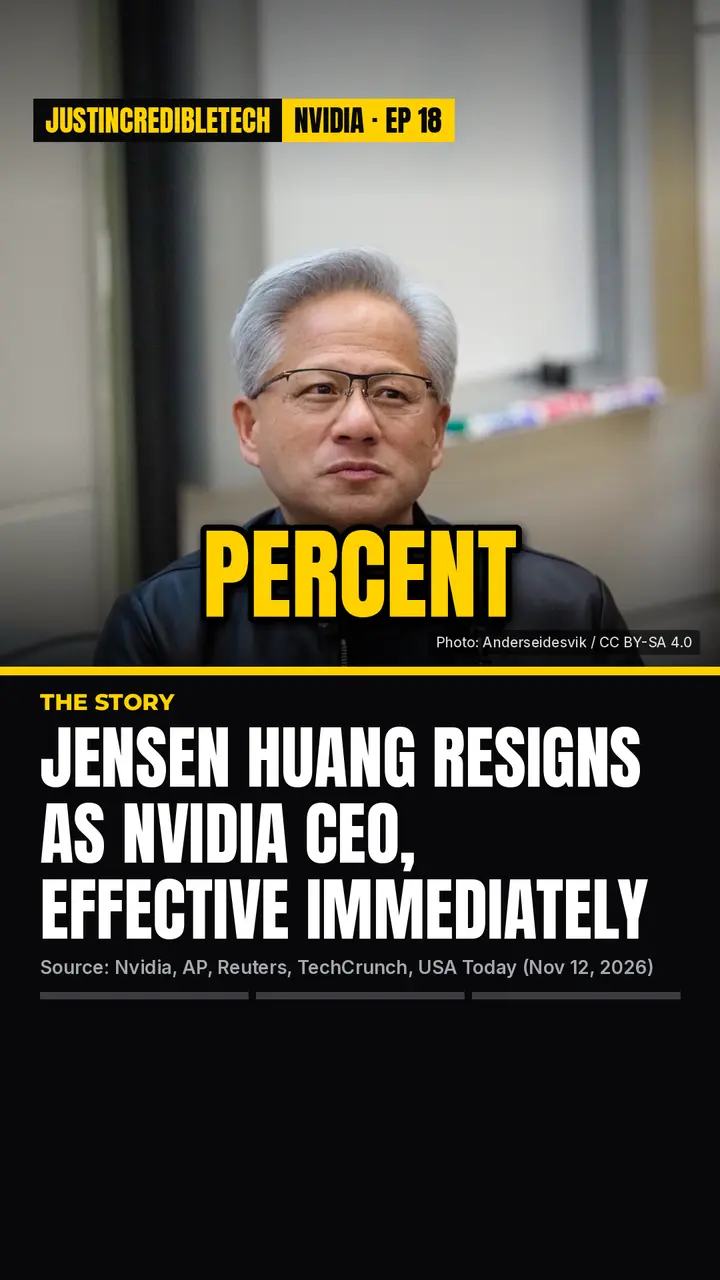 JUSTINCREDIBLETECH NVIDIA · EP 18
PERCENT
Photo: Anderseidesvik / CC BY-SA 4.0
THE STORY
JENSEN HUANG RESIGNS
AS NVIDIA CEO,
EFFECTIVE IMMEDIATELY
Source: Nvidia, AP, Reuters, TechCrunch, USA Today (Nov 12, 2026)